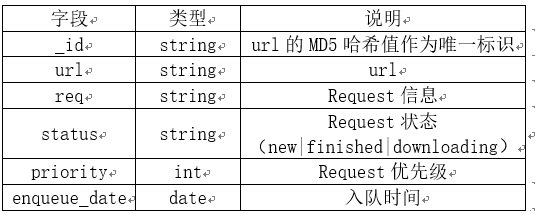 字段 类型 说明
_id string url 的 MD5 哈希值作为唯一标识
url string url
req string Request 信息
status string Request 状态
（new|finished|downloading）
priority int Request 优先级
enqueue_date date 入队时间